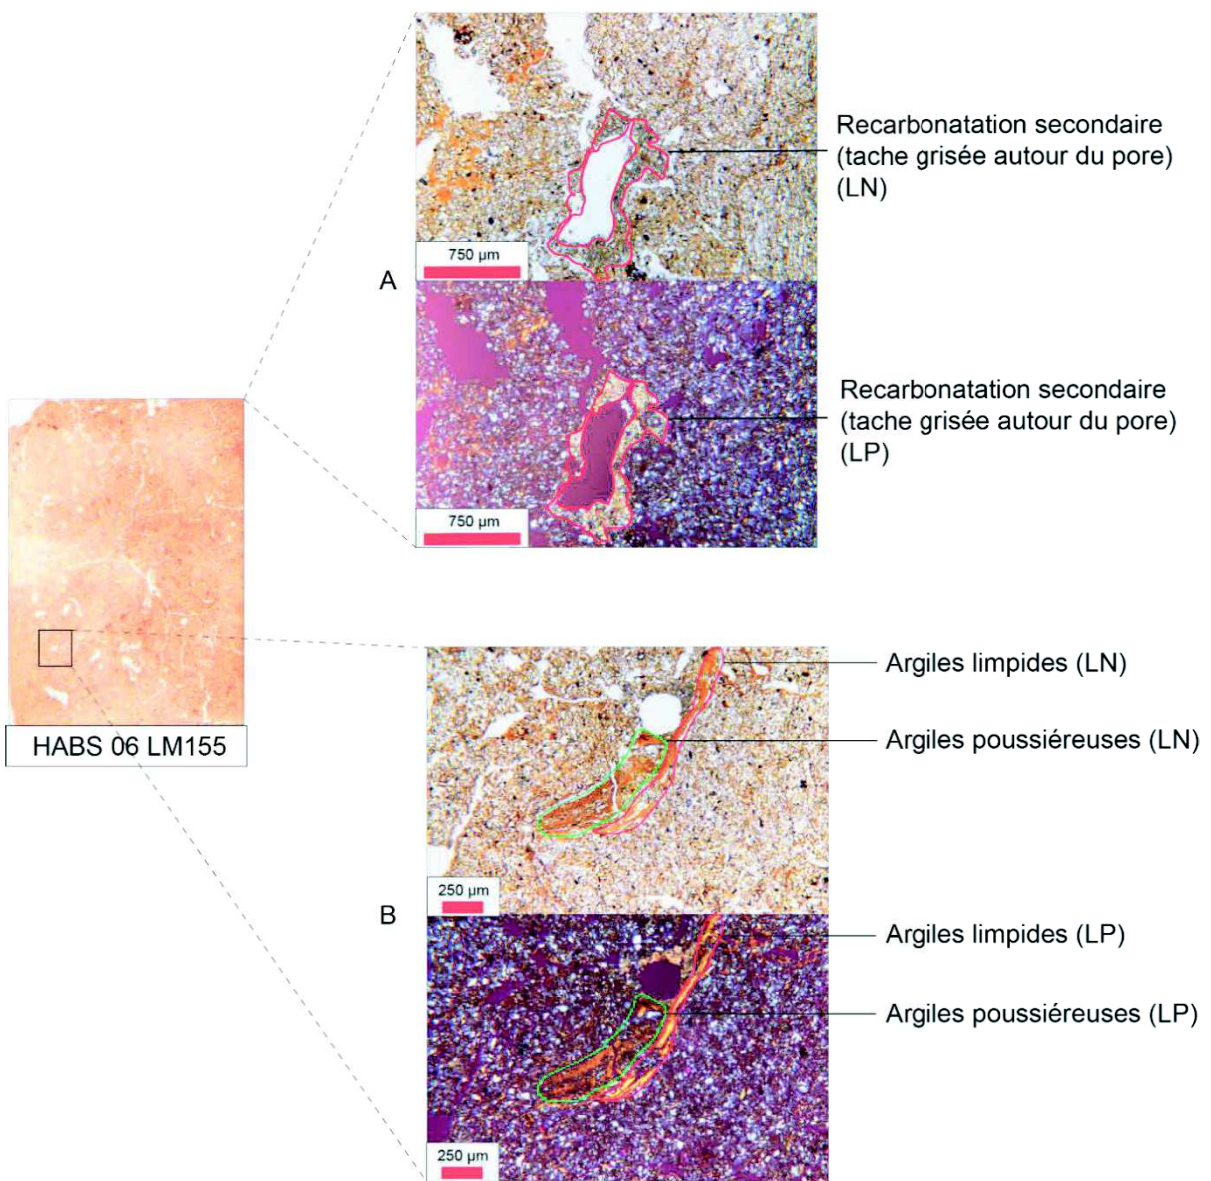 Recarbonatation secondaire
(tache grisée autour du pore)
(LN)
750 µm
A
Recarbonatation secondaire
(tache grisée autour du pore)
(LP)
750 µm
HABS 06 LM155
Argiles limpides (LN)
Argiles poussiéreuses (LN)
250 µm
B
Argiles limpides (LP)
Argiles poussiéreuses (LP)
250 µm